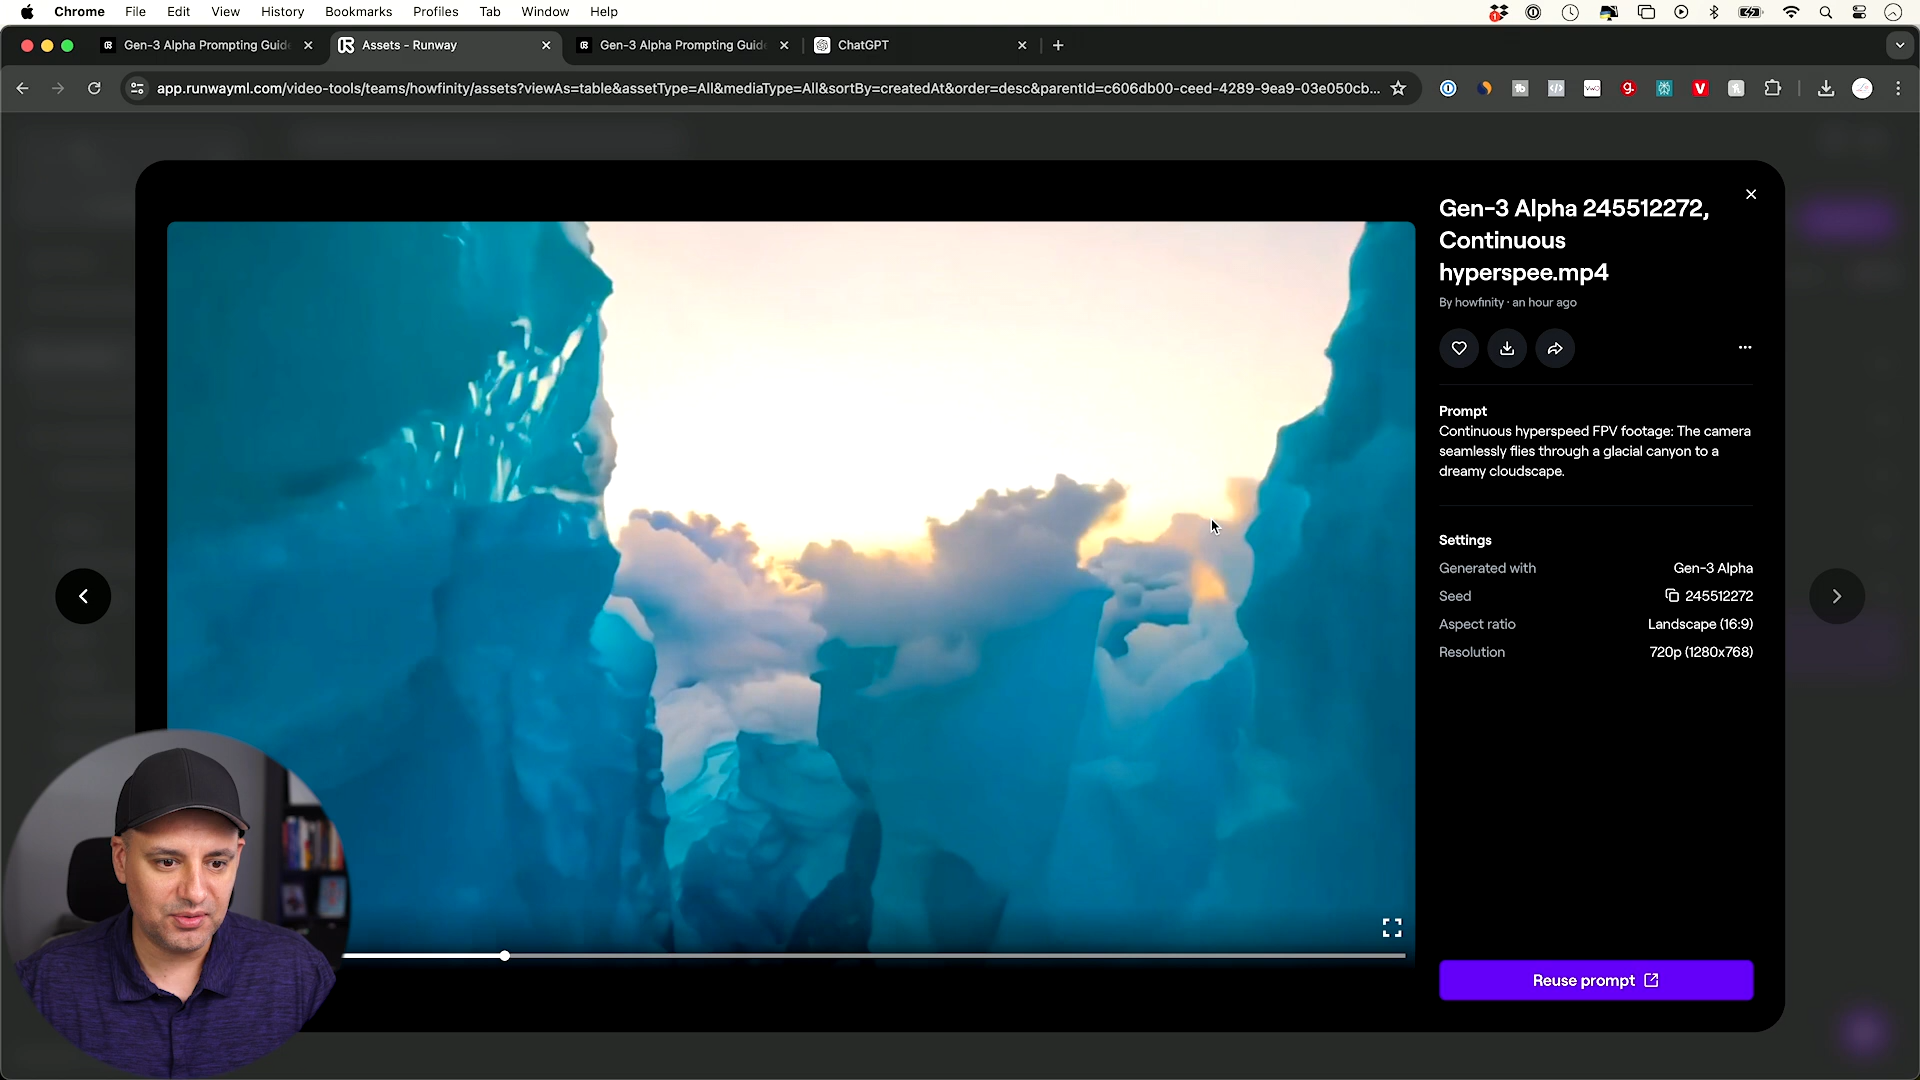 Chrome File Edit View History Bookmarks Profiles Tab Window Help
Gen-3 Alpha Prompting Guid
Assets - Runway
Gen-3 Alpha Prompting Guid
ChatGPT
app.runwayml.com/video-tools/teams/howfinity/assets?viewAs=table&assetType=All&mediaType=All&sortBy=createdAt&order=desc&parentId=c606db00-ceed-4289-9ea9-03e050cb...
Gen-3 Alpha 245512272,
Continuous
hyperspee.mp4
By howfinity · an hour ago
Prompt
Continuous hyperspeed FPV footage: The camera
seamlessly flies through a glacial canyon to a
dreamy cloudscape.
Settings
Generated with Gen-3 Alpha
Seed 245512272
Aspect ratio Landscape (16:9)
Resolution 720p (1280x768)
Reuse prompt